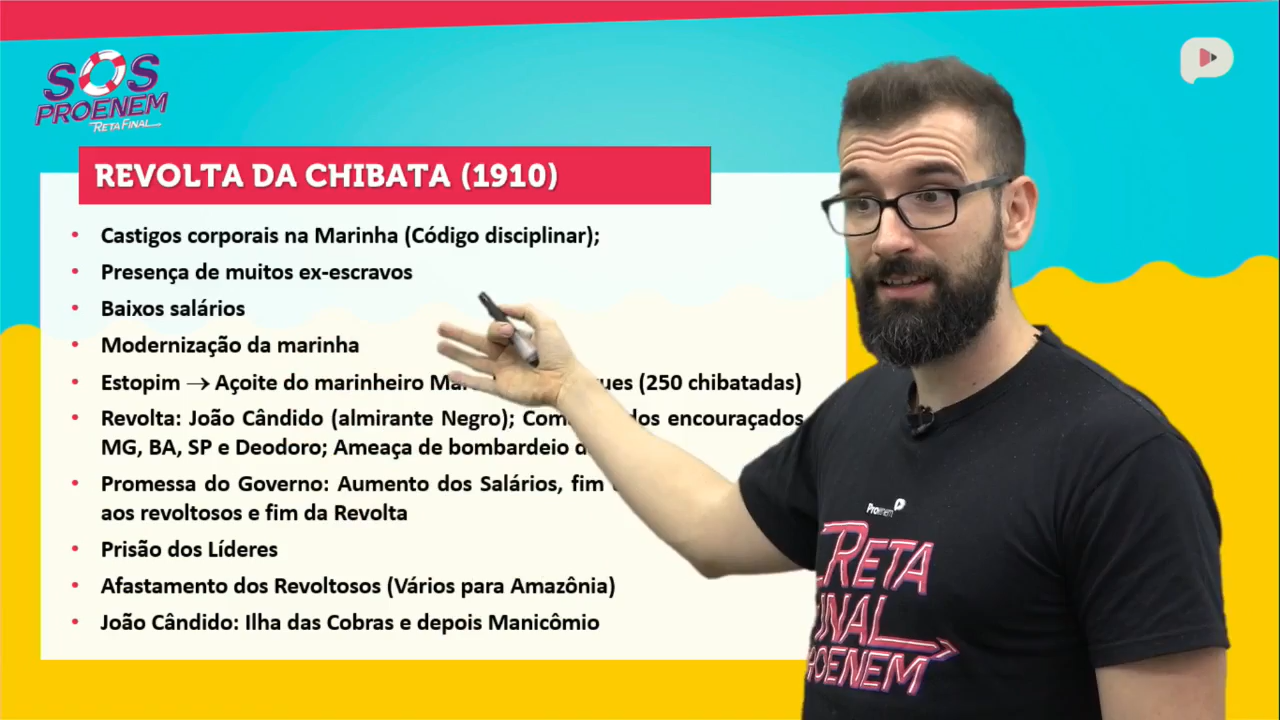 SOS
PROENEM
RETA FINAL
REVOLTA DA CHIBATA (1910)
• Castigos corporais na Marinha (Código disciplinar);
• Presença de muitos ex-escravos
• Baixos salários
• Modernização da marinha
• Estopim → Açoite do marinheiro (250 chibatadas)
• Revolta: João Cândido (almirante Negro); dos encouraçados
MG, BA, SP e Deodoro; Ameaça de bombardeio
• Promessa do Governo: Aumento dos Salários, fim
aos revoltosos e fim da Revolta
• Prisão dos Líderes
• Afastamento dos Revoltosos (Vários para Amazônia)
• João Cândido: Ilha das Cobras e depois Manicômio
Proenem
RETA
FINAL
PROENEM